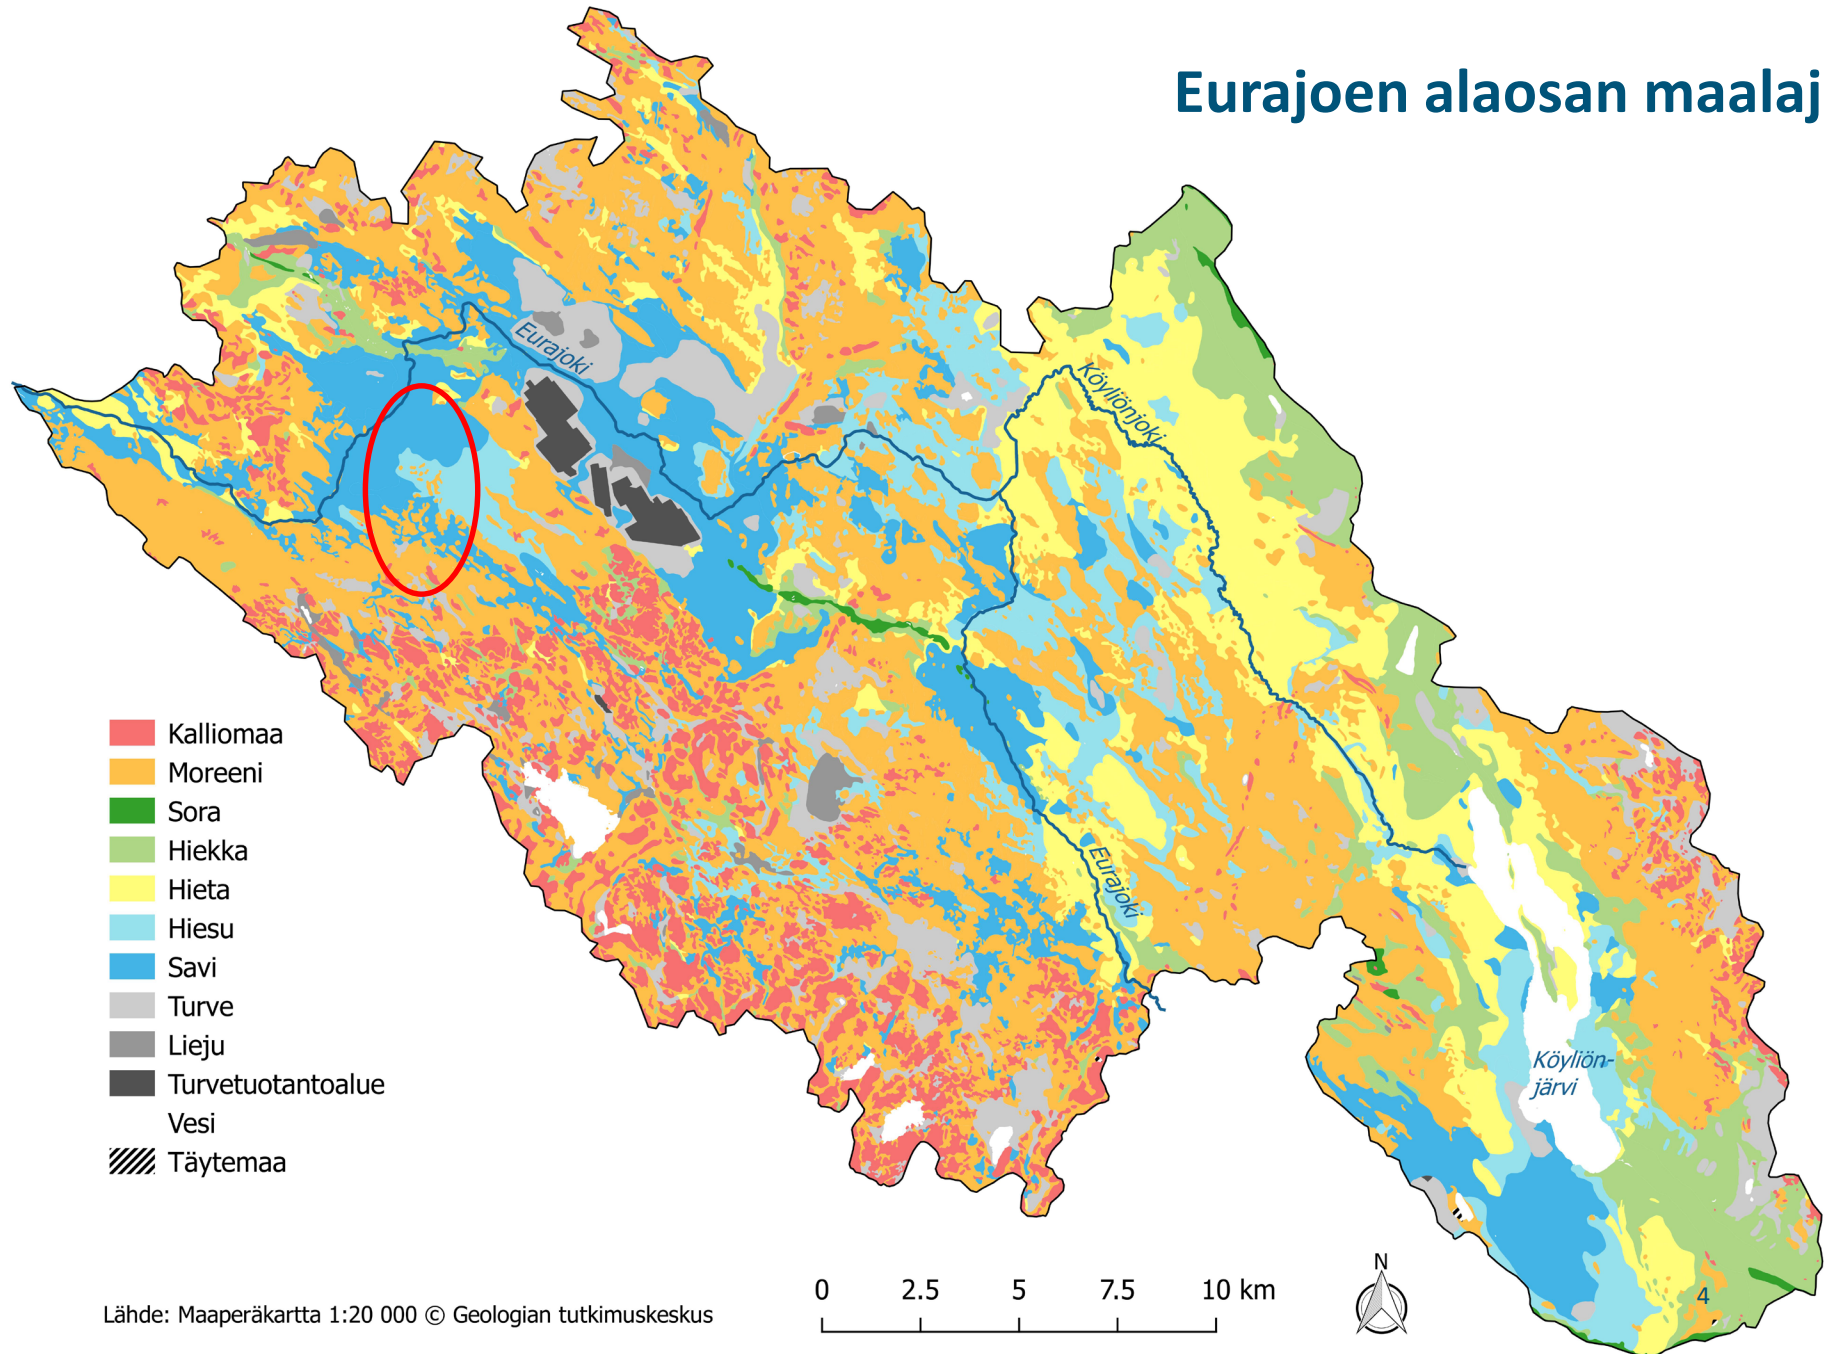 Eurajoen alaosan maalaj
Eurajoki
Köyliönjoki
Eurajoki
Köyliön-
järvi
Kalliomaa
Moreeni
Sora
Hiekka
Hieta
Hiesu
Savi
Turve
Lieju
Turvetuotantoalue
Vesi
Täytemaa
Lähde: Maaperäkartta 1:20 000 © Geologian tutkimuskeskus
0 2.5 5 7.5 10 km
N
4